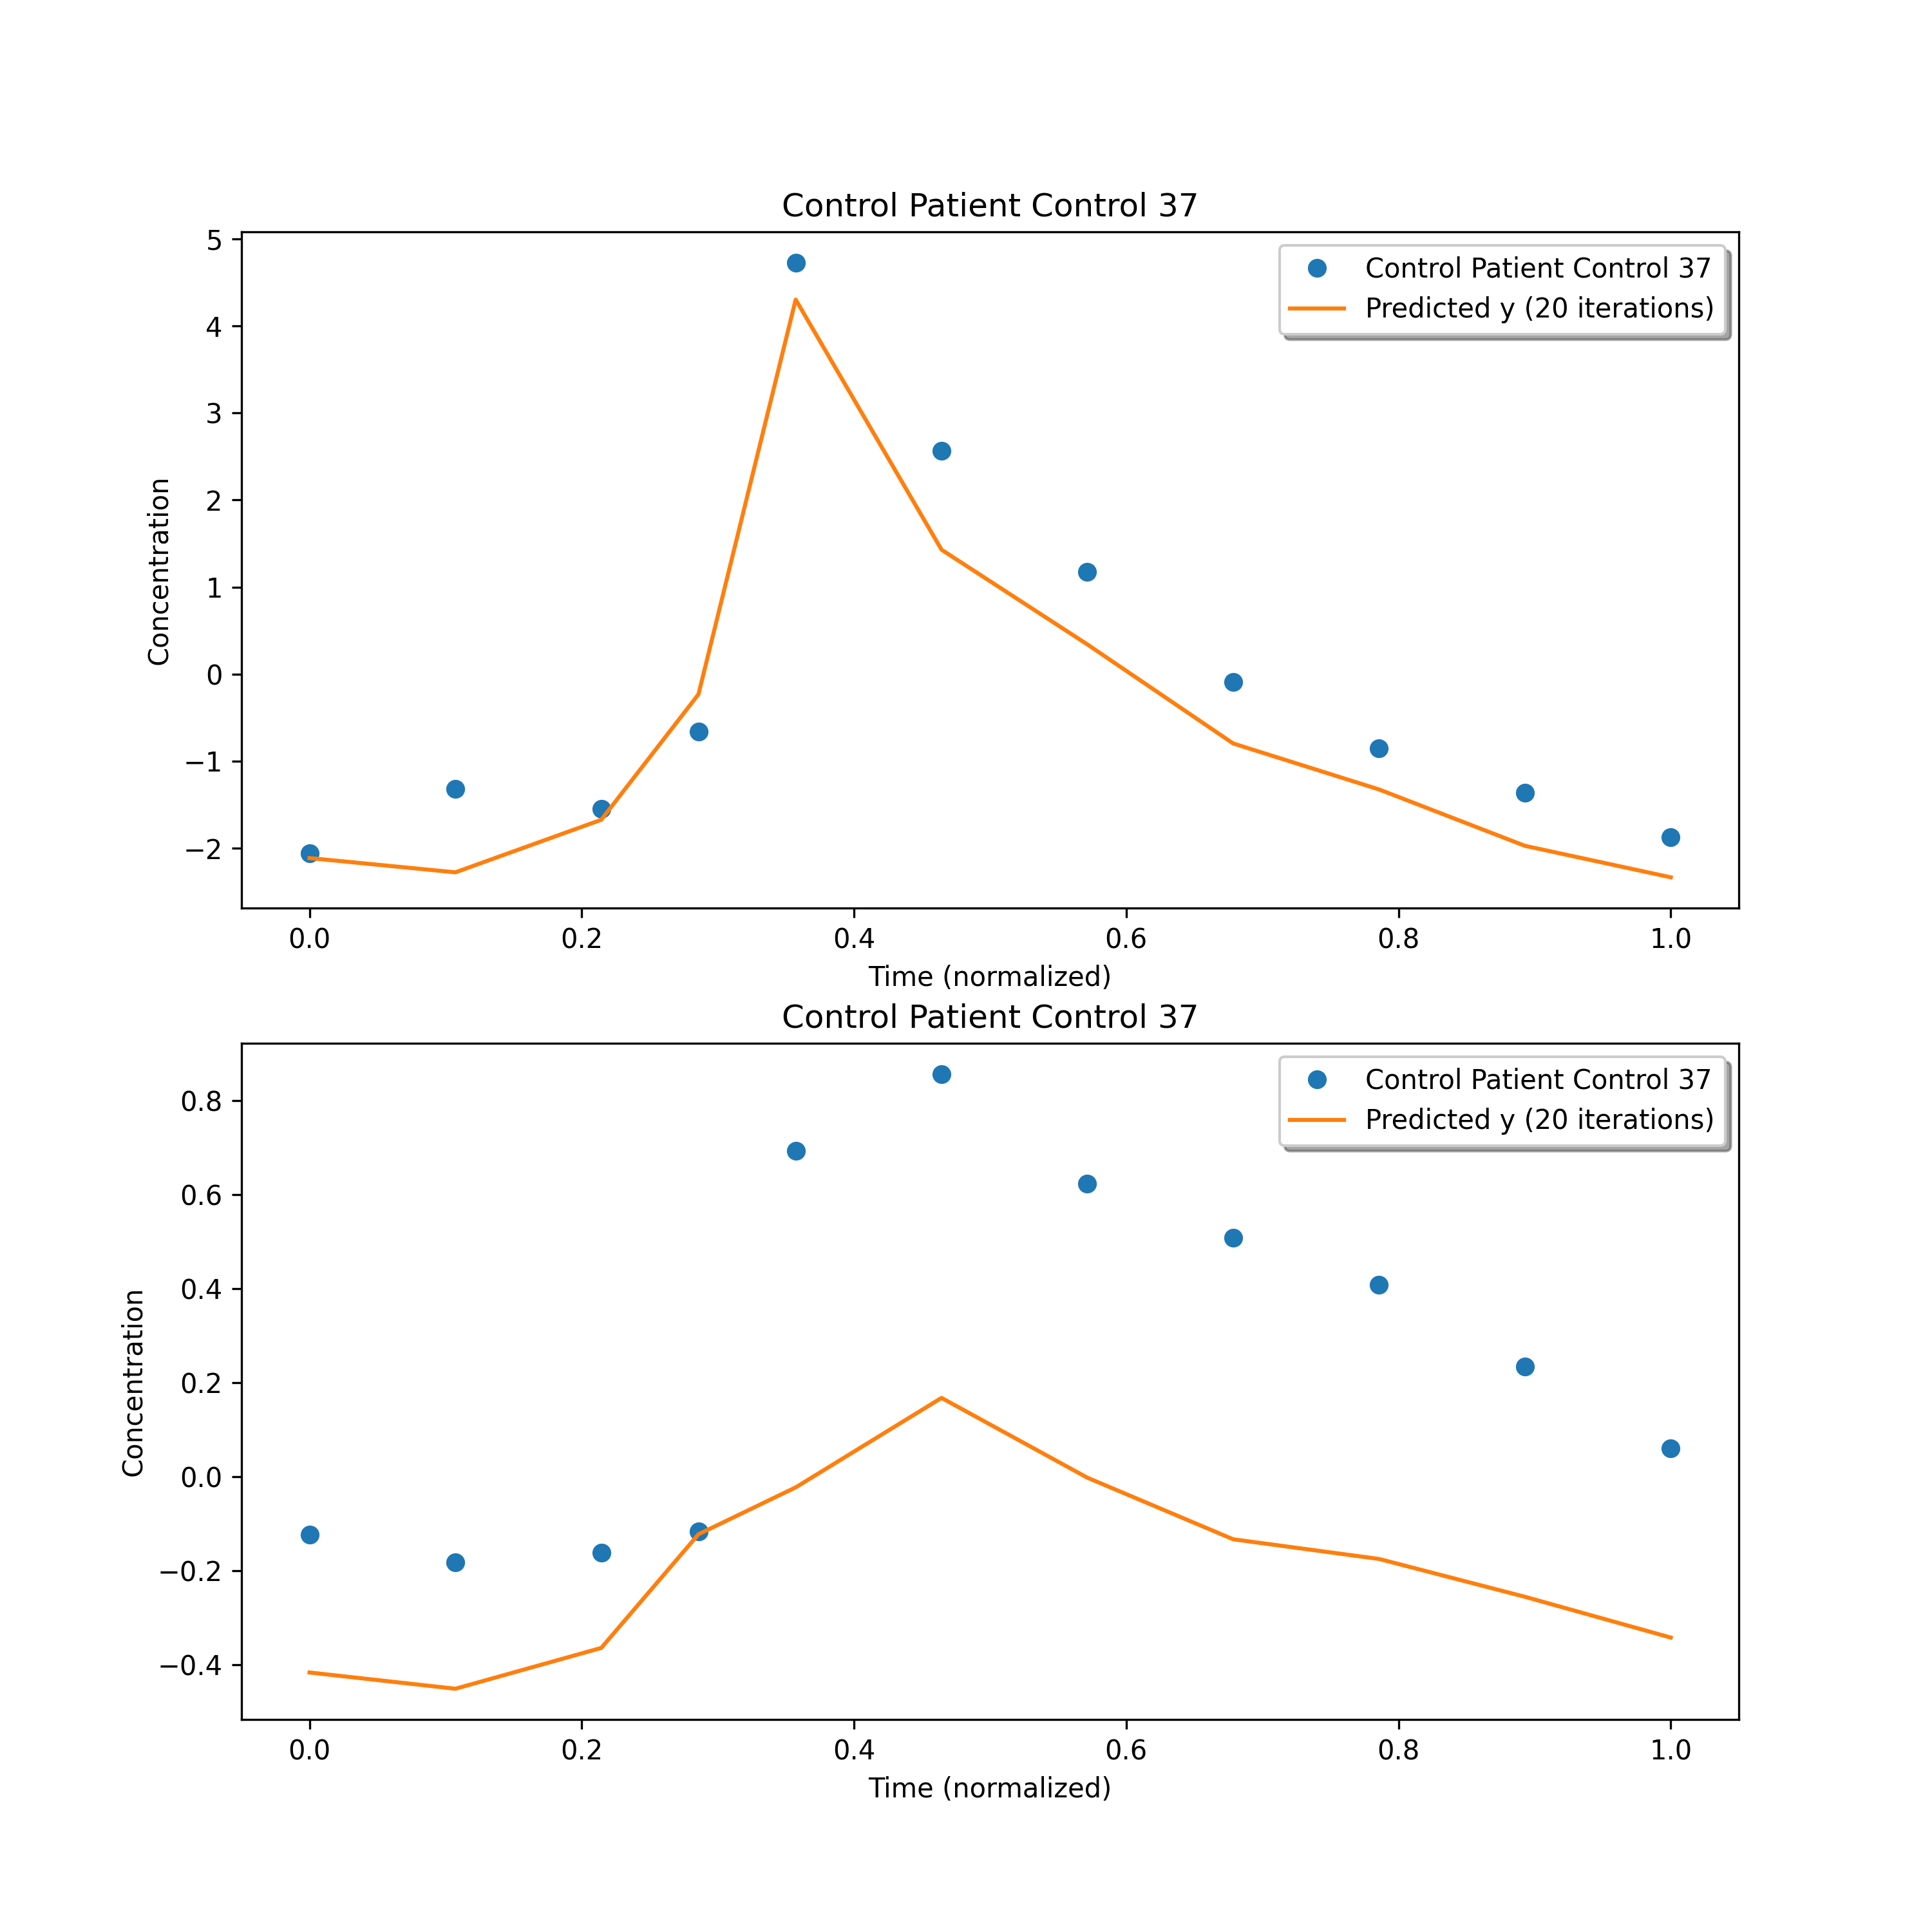 Control Patient Control 37
5
4
3
2
1
0
−1
−2
Concentration
Control Patient Control 37
Predicted y (20 iterations)
0.0 0.2 0.4 0.6 0.8 1.0
Time (normalized)
Control Patient Control 37
0.8
0.6
0.4
0.2
0.0
−0.2
−0.4
Concentration
Control Patient Control 37
Predicted y (20 iterations)
0.0 0.2 0.4 0.6 0.8 1.0
Time (normalized)